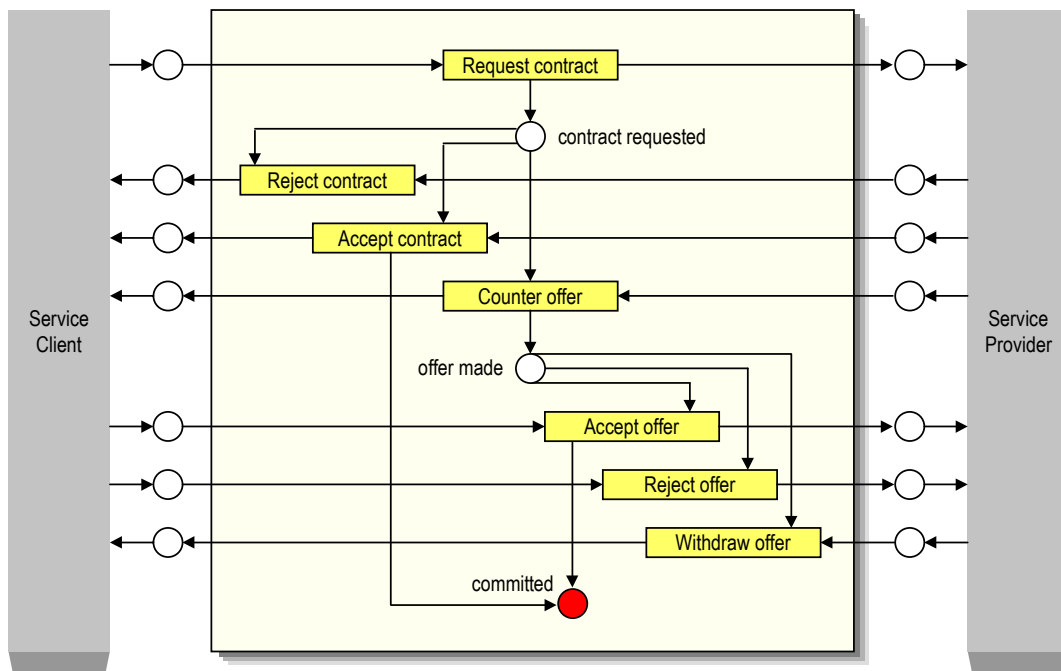 Request contract
contract requested
Reject contract
Accept contract
Counter offer
Service
Client
Service
Provider
offer made
Accept offer
Reject offer
Withdraw offer
committed